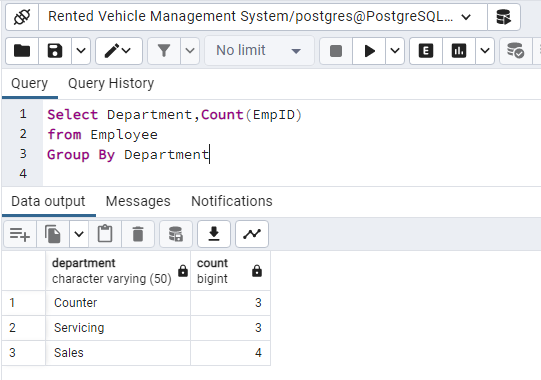 Rented Vehicle Management System/postgres@PostgreSQL...
No limit
E
Query Query History
1 Select Department,Count(EmpID)
2 from Employee
3 Group By Department
4
Data output Messages Notifications
department count
character varying (50) bigint
1 Counter 3
2 Servicing 3
3 Sales 4